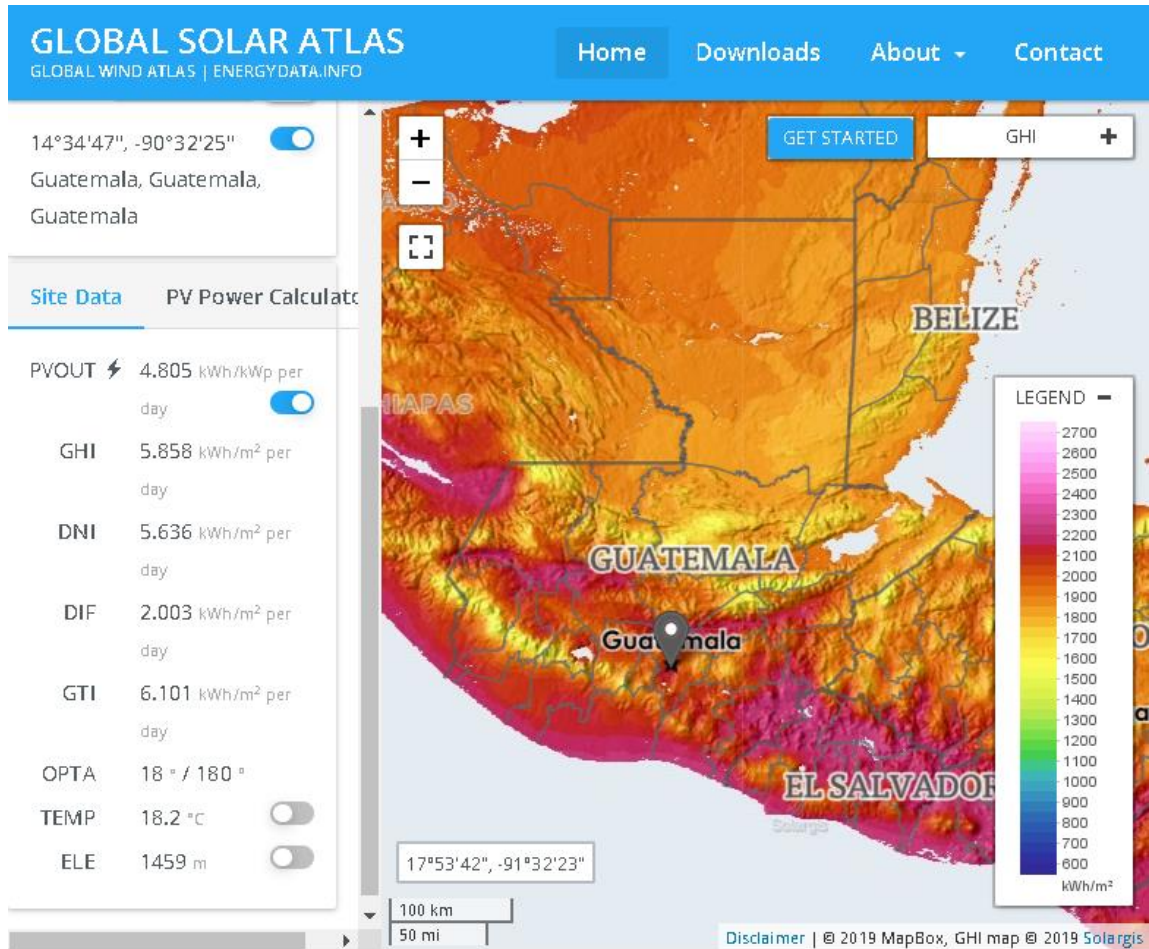 GLOBAL SOLAR ATLAS
GLOBAL WIND ATLAS | ENERGYDATA.INFO
Home Downloads About Contact
14°34'47", -90°32'25"
Guatemala, Guatemala,
Guatemala
Site Data PV Power Calculato
PVOUT 4.805 kWh/kWp per
day
GHI 5.858 kWh/m² per
day
DNI 5.636 kWh/m² per
day
DIF 2.003 kWh/m² per
day
GTI 6.101 kWh/m² per
day
OPTA 18 ° / 180 °
TEMP 18.2 °C
ELE 1459 m
+
−
GET STARTED
GHI +
BELIZE
HIAPAS
GUATEMALA
Guatemala
EL SALVADOR
Solargis
LEGEND −
2700
2600
2500
2400
2300
2200
2100
2000
1900
1800
1700
1600
1500
1400
1300
1200
1100
1000
900
800
700
600
kWh/m²
17°53'42", -91°32'23"
100 km
50 mi
Disclaimer | © 2019 MapBox, GHI map © 2019 Solargis